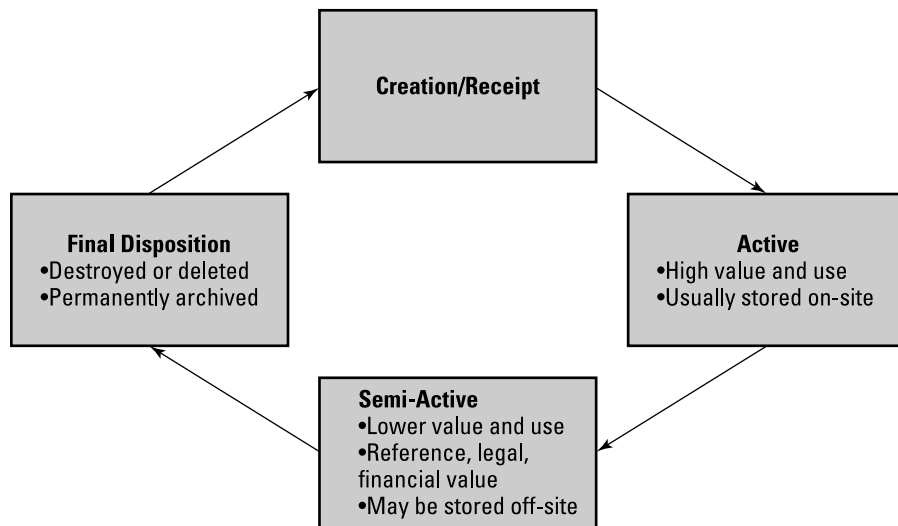 Creation/Receipt
Final Disposition
•Destroyed or deleted
•Permanently archived
Active
•High value and use
•Usually stored on-site
Semi-Active
•Lower value and use
•Reference, legal,
financial value
•May be stored off-site